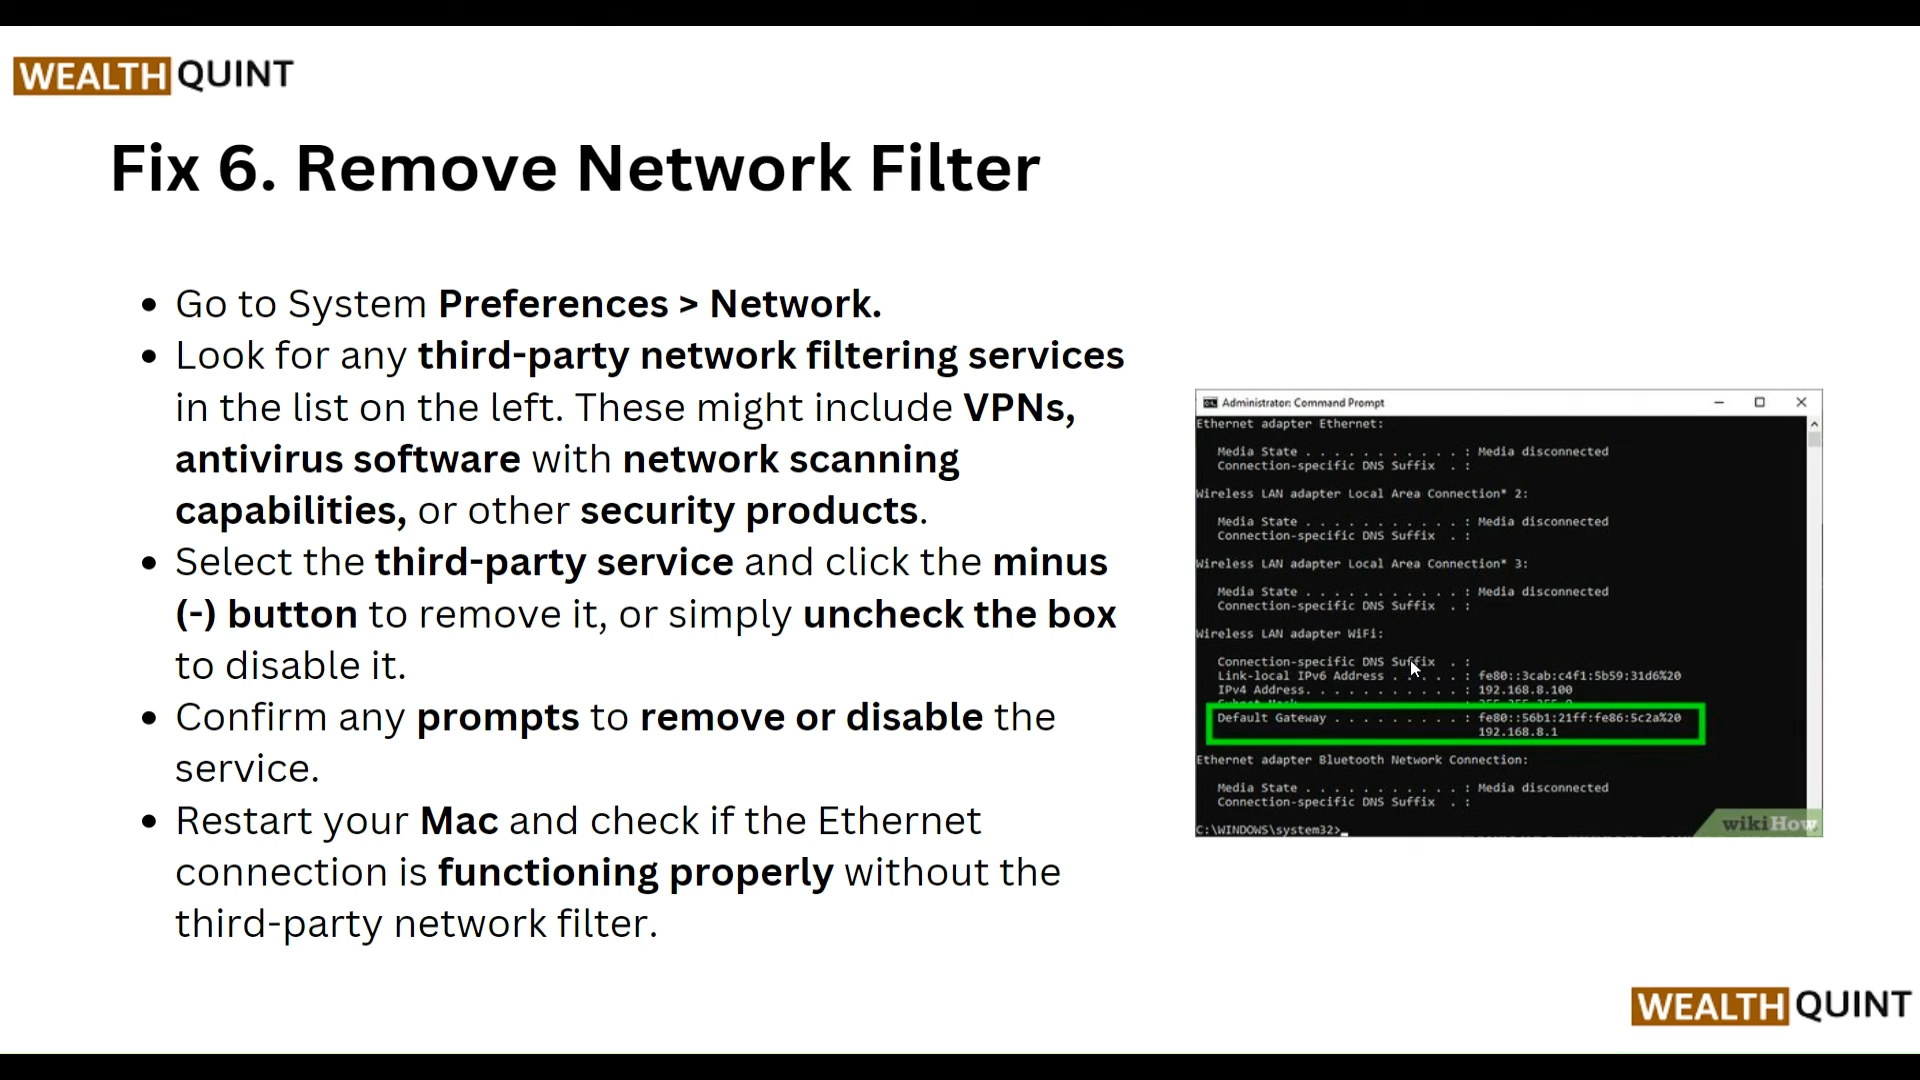 WEALTH QUINT
Fix 6. Remove Network Filter
• Go to System Preferences > Network.
• Look for any third-party network filtering services
in the list on the left. These might include VPNs,
antivirus software with network scanning
capabilities, or other security products.
• Select the third-party service and click the minus
(-) button to remove it, or simply uncheck the box
to disable it.
• Confirm any prompts to remove or disable the
service.
• Restart your Mac and check if the Ethernet
connection is functioning properly without the
third-party network filter.
Administrator: Command Prompt
Ethernet adapter Ethernet:
Media State . . . . . . . . . . . : Media disconnected
Connection-specific DNS Suffix  . :
Wireless LAN adapter Local Area Connection* 2:
Media State . . . . . . . . . . . : Media disconnected
Connection-specific DNS Suffix  . :
Wireless LAN adapter Local Area Connection* 3:
Media State . . . . . . . . . . . : Media disconnected
Connection-specific DNS Suffix  . :
Wireless LAN adapter WiFi:
Connection-specific DNS Suffix  . :
Link-local IPv6 Address . . . . . : fe80::3cab:c4f1:5b59:31d6%20
IPv4 Address. . . . . . . . . . . : 192.168.8.100
Default Gateway . . . . . . . . . : fe80::56b1:21ff:fe86:5c2a%20
192.168.8.1
Ethernet adapter Bluetooth Network Connection:
Media State . . . . . . . . . . . : Media disconnected
Connection-specific DNS Suffix  . :
C:\WINDOWS\system32>
wikiHow
WEALTH QUINT